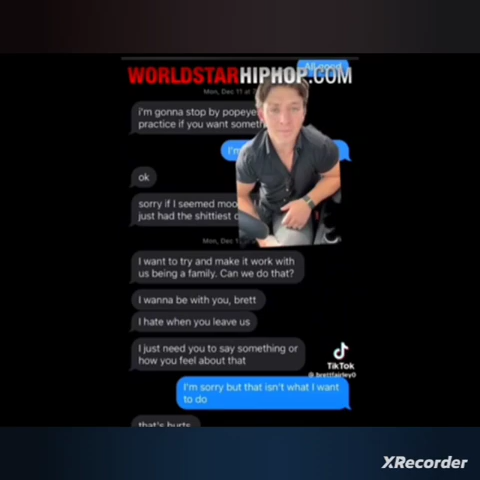 All good
WORLDSTARHIPHOP.COM
Mon, Dec 11 at
i'm gonna stop by popeye
practice if you want someth
I'm
ok
sorry if I seemed moo
just had the shittiest
Mon, Dec
I want to try and make it work with
us being a family. Can we do that?
I wanna be with you, brett
I hate when you leave us
I just need you to say something or
how you feel about that
TikTok
@brettfairley0
I'm sorry but that isn't what I want
to do
that's hurts
XRecorder